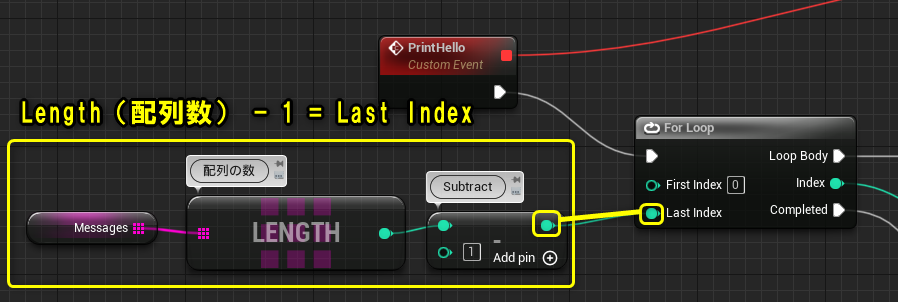 PrintHello
Custom Event
Length（配列数） - 1 = Last Index
For Loop
Loop Body
First Index 0
Index
Last Index
Completed
配列の数
Subtract
Messages
LENGTH
-
1
Add pin